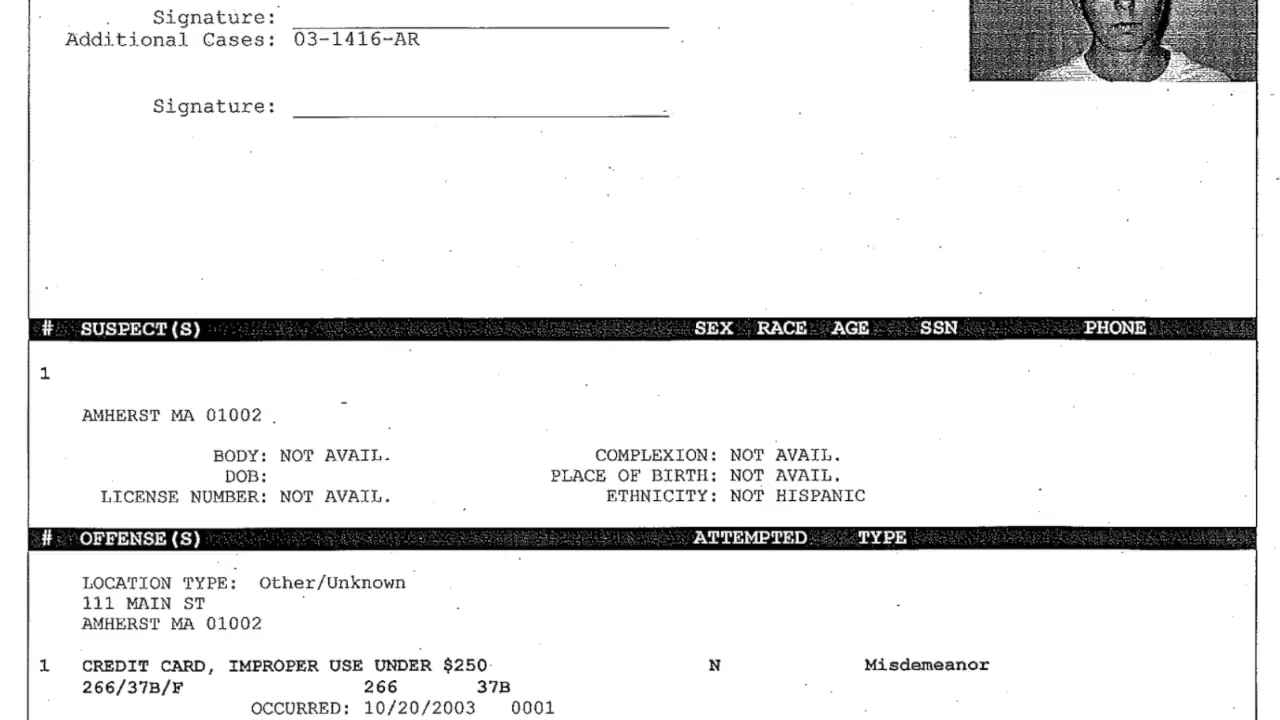 Signature:
Additional Cases: 03-1416-AR
Signature:
# SUSPECT(S) SEX RACE AGE SSN PHONE
1
AMHERST MA 01002
BODY: NOT AVAIL. COMPLEXION: NOT AVAIL.
DOB: PLACE OF BIRTH: NOT AVAIL.
LICENSE NUMBER: NOT AVAIL. ETHNICITY: NOT HISPANIC
# OFFENSE(S) ATTEMPTED TYPE
LOCATION TYPE: Other/Unknown
111 MAIN ST
AMHERST MA 01002
1 CREDIT CARD, IMPROPER USE UNDER $250 N Misdemeanor
266/37B/F 266 37B
OCCURRED: 10/20/2003 0001